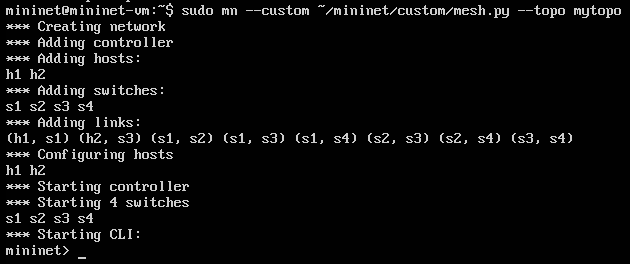 mininet@mininet-vm:~$ sudo mn --custom ~/mininet/custom/mesh.py --topo mytopo
*** Creating network
*** Adding controller
*** Adding hosts:
h1 h2
*** Adding switches:
s1 s2 s3 s4
*** Adding links:
(h1, s1) (h2, s3) (s1, s2) (s1, s3) (s1, s4) (s2, s3) (s2, s4) (s3, s4)
*** Configuring hosts
h1 h2
*** Starting controller
*** Starting 4 switches
s1 s2 s3 s4
*** Starting CLI:
mininet> _